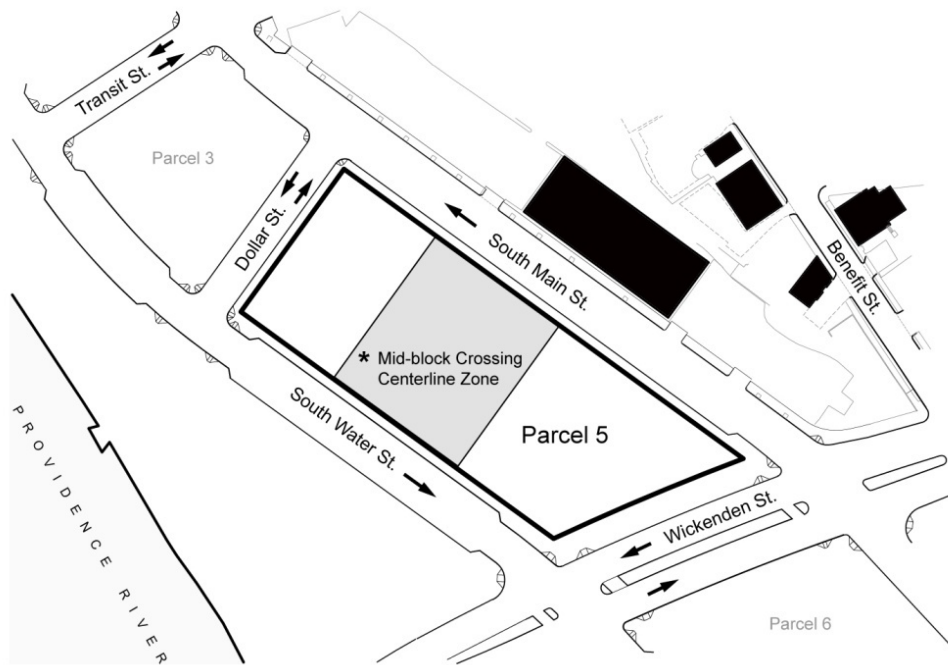 Transit St.
Parcel 3
Dollar St.
South Main St.
Benefit St.
* Mid-block Crossing
Centerline Zone
South Water St.
Parcel 5
PROVIDENCE RIVER
Wickenden St.
Parcel 6